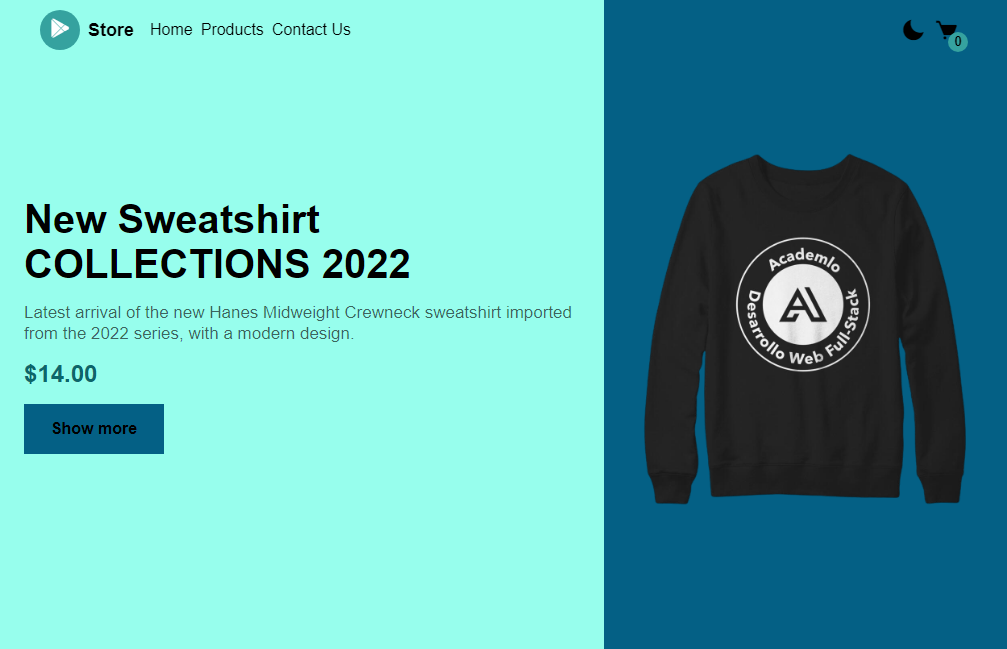 Store Home Products Contact Us
0
New Sweatshirt
COLLECTIONS 2022
Latest arrival of the new Hanes Midweight Crewneck sweatshirt imported
from the 2022 series, with a modern design.
$14.00
Show more
Academlo
Desarrollo Web Full-Stack